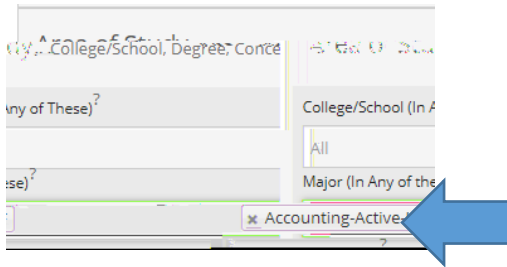 College/School, Degree, Conce
Any of These)?
College/School (In A
All
ese)?
Major (In Any of the
x Accounting-Active
?